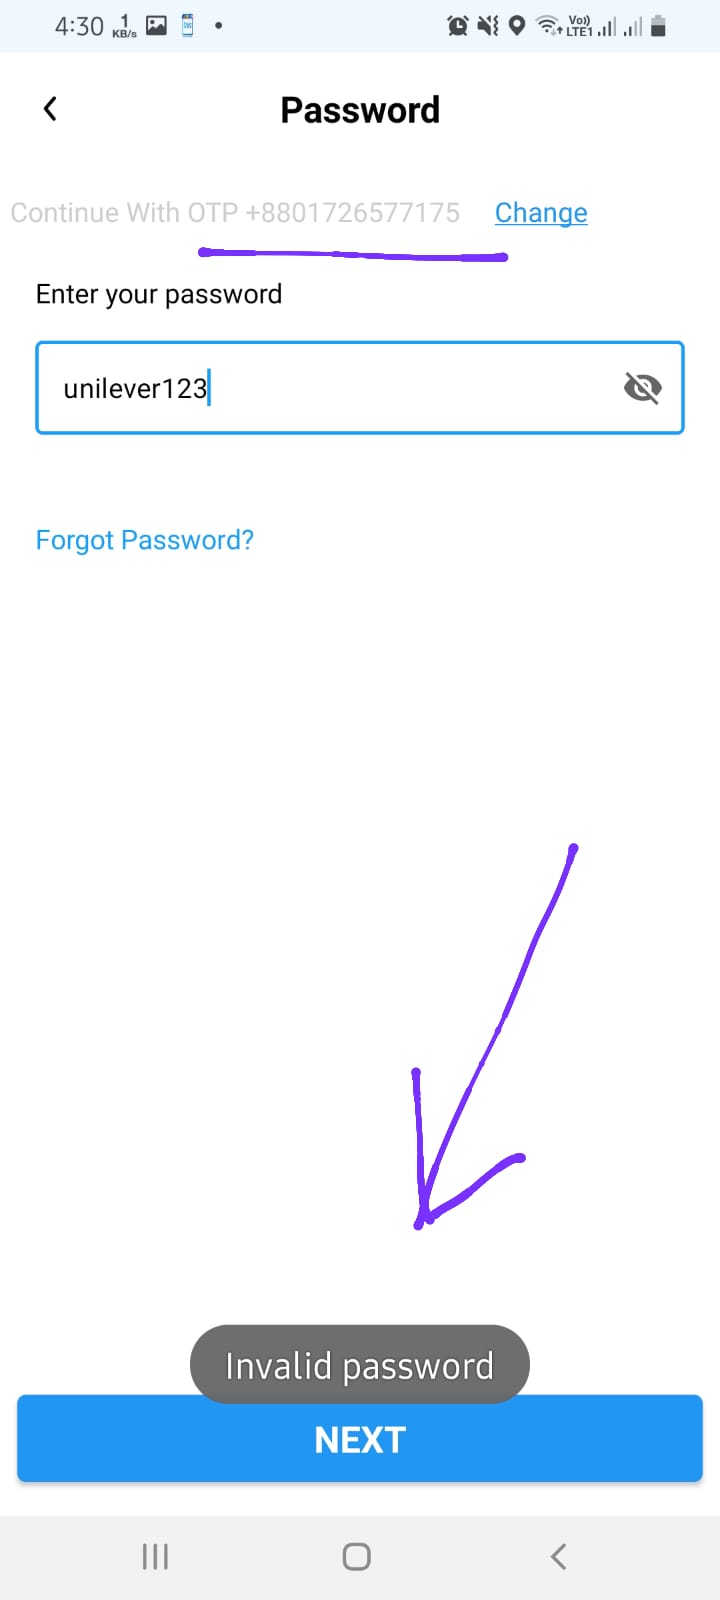 4:30 1 KB/s Vo)) LTE1
Password
Continue With OTP +8801726577175 Change
Enter your password
unilever123
Forgot Password?
Invalid password
NEXT